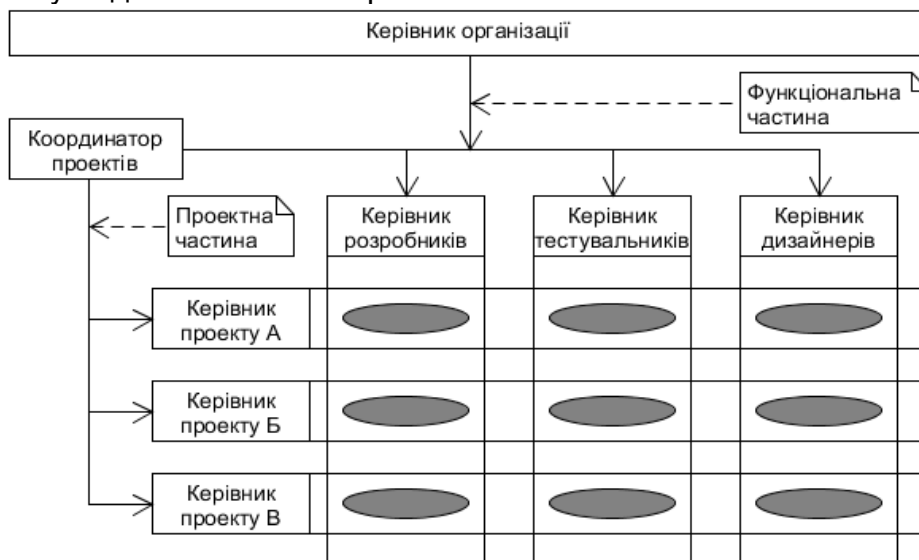 Керівник організації
Функціональна
частина
Координатор
проектів
Проектна
частина
Керівник
розробників
Керівник
тестувальників
Керівник
дизайнерів
Керівник
проекту А
Керівник
проекту Б
Керівник
проекту В